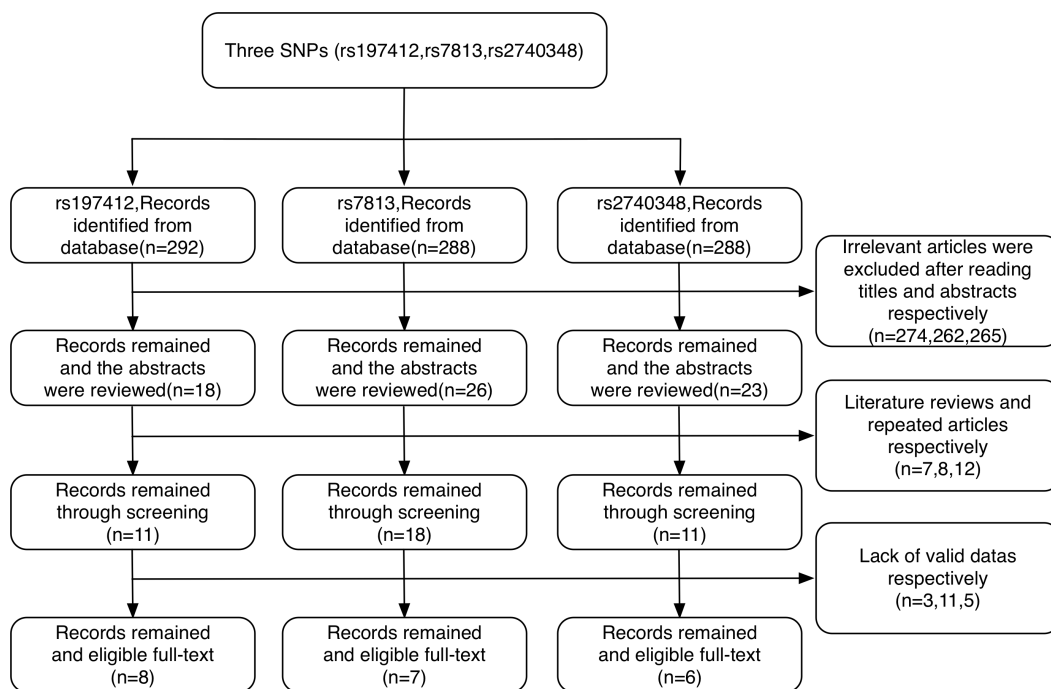 Three SNPs (rs197412,rs7813,rs2740348)
rs197412,Records
identified from
database(n=292)
rs7813,Records
identified from
database(n=288)
rs2740348,Records
identified from
database(n=288)
Irrelevant articles were
excluded after reading
titles and abstracts
respectively
(n=274,262,265)
Records remained
and the abstracts
were reviewed(n=18)
Records remained
and the abstracts
were reviewed(n=26)
Records remained
and the abstracts
were reviewed(n=23)
Literature reviews and
repeated articles
respectively
(n=7,8,12)
Records remained
through screening
(n=11)
Records remained
through screening
(n=18)
Records remained
through screening
(n=11)
Lack of valid datas
respectively
(n=3,11,5)
Records remained
and eligible full-text
(n=8)
Records remained
and eligible full-text
(n=7)
Records remained
and eligible full-text
(n=6)